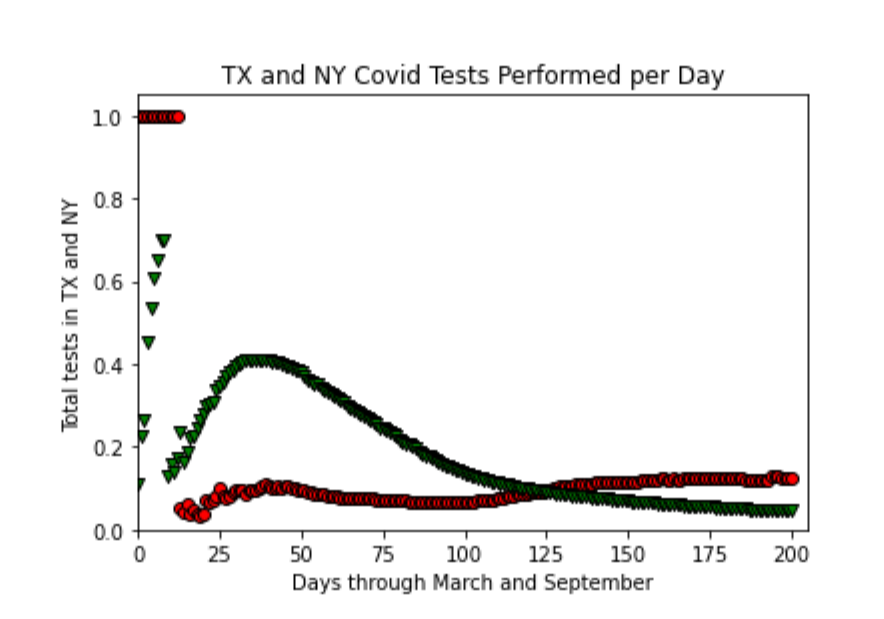 TX and NY Covid Tests Performed per Day
Total tests in TX and NY
1.0
0.8
0.6
0.4
0.2
0.0
0 25 50 75 100 125 150 175 200
Days through March and September